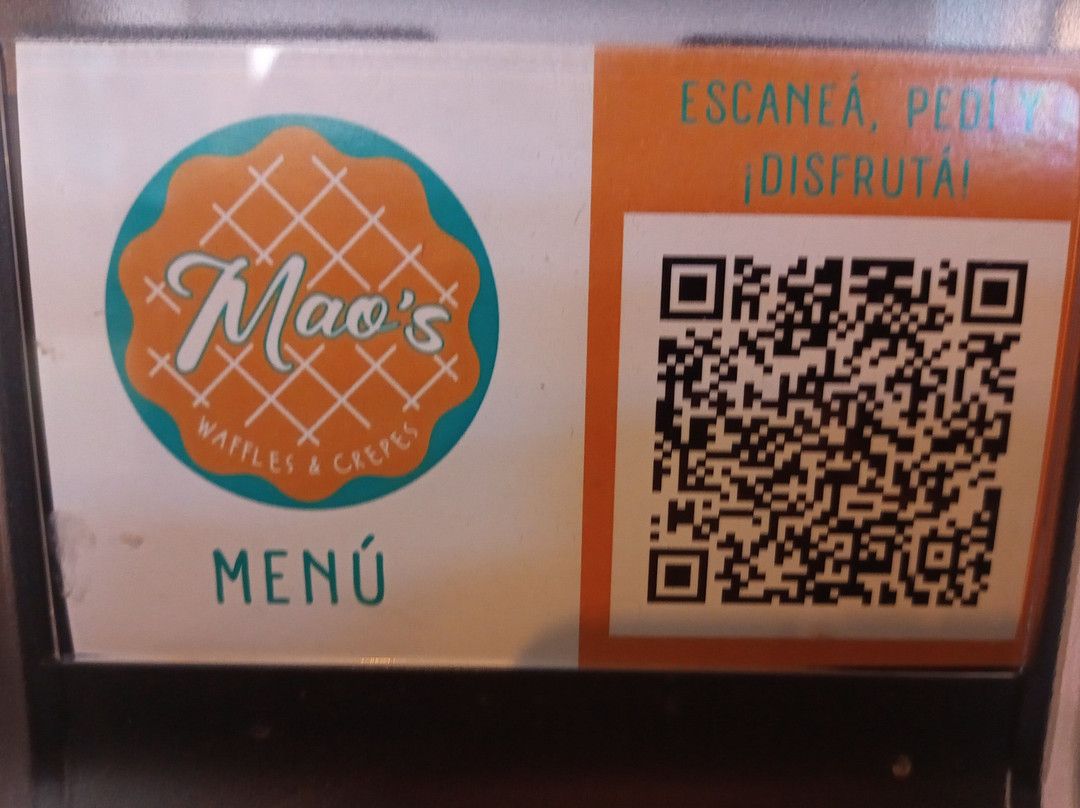 Mao's
WAFFLES & CREPES
MENÚ
ESCANEÁ, PEDÍ Y
¡DISFRUTÁ!